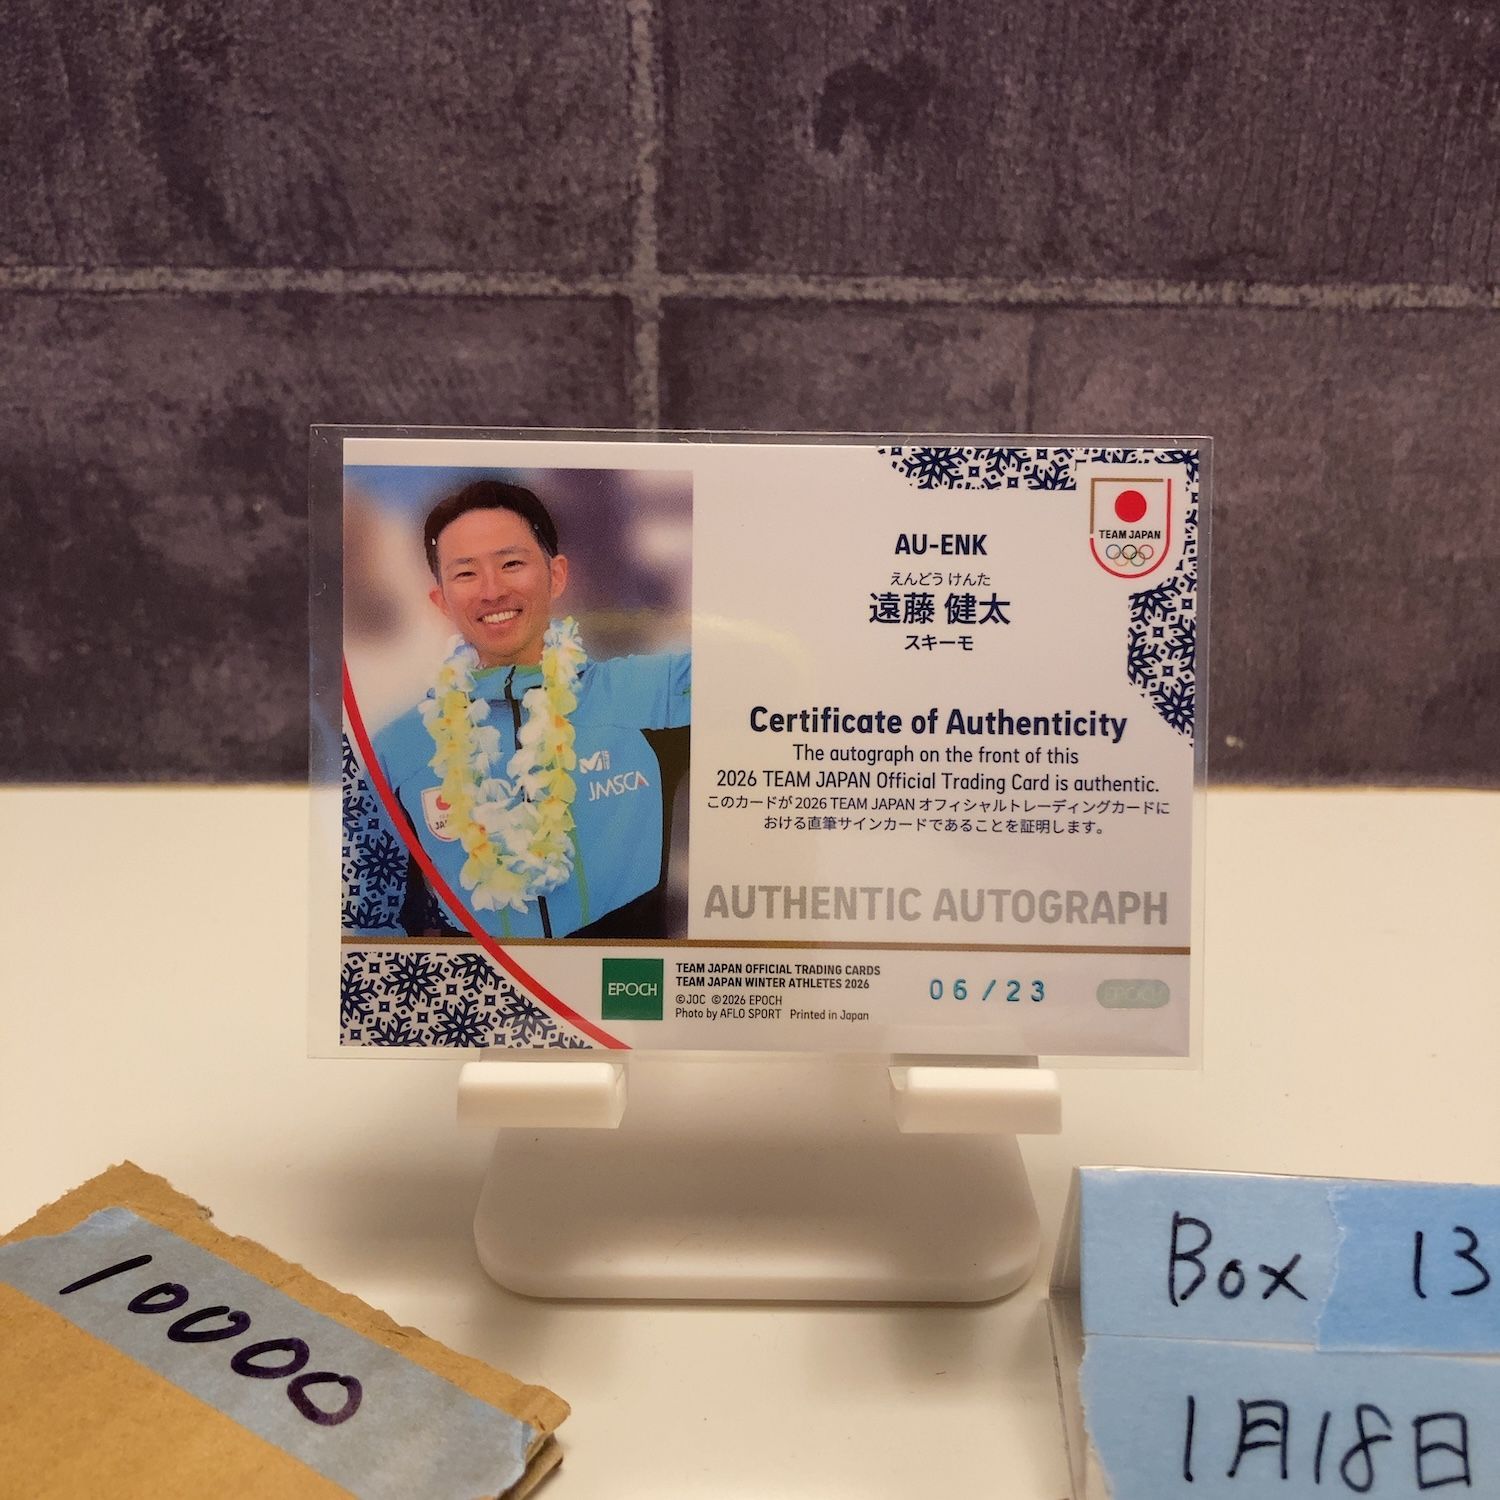 TEAM JAPAN
AU-ENK
えんどう けんた
遠藤 健太
スキーモ
Certificate of Authenticity
The autograph on the front of this
2026 TEAM JAPAN Official Trading Card is authentic.
このカードが2026 TEAM JAPAN オフィシャルトレーディングカードに
おける直筆サインカードであることを証明します。
JMSCA
AUTHENTIC AUTOGRAPH
EPOCH
TEAM JAPAN OFFICIAL TRADING CARDS
TEAM JAPAN WINTER ATHLETES 2026
©JOC ©2026 EPOCH
Photo by AFLO SPORT Printed in Japan
06/23
EPOCH
10000
Box 13
1月18日